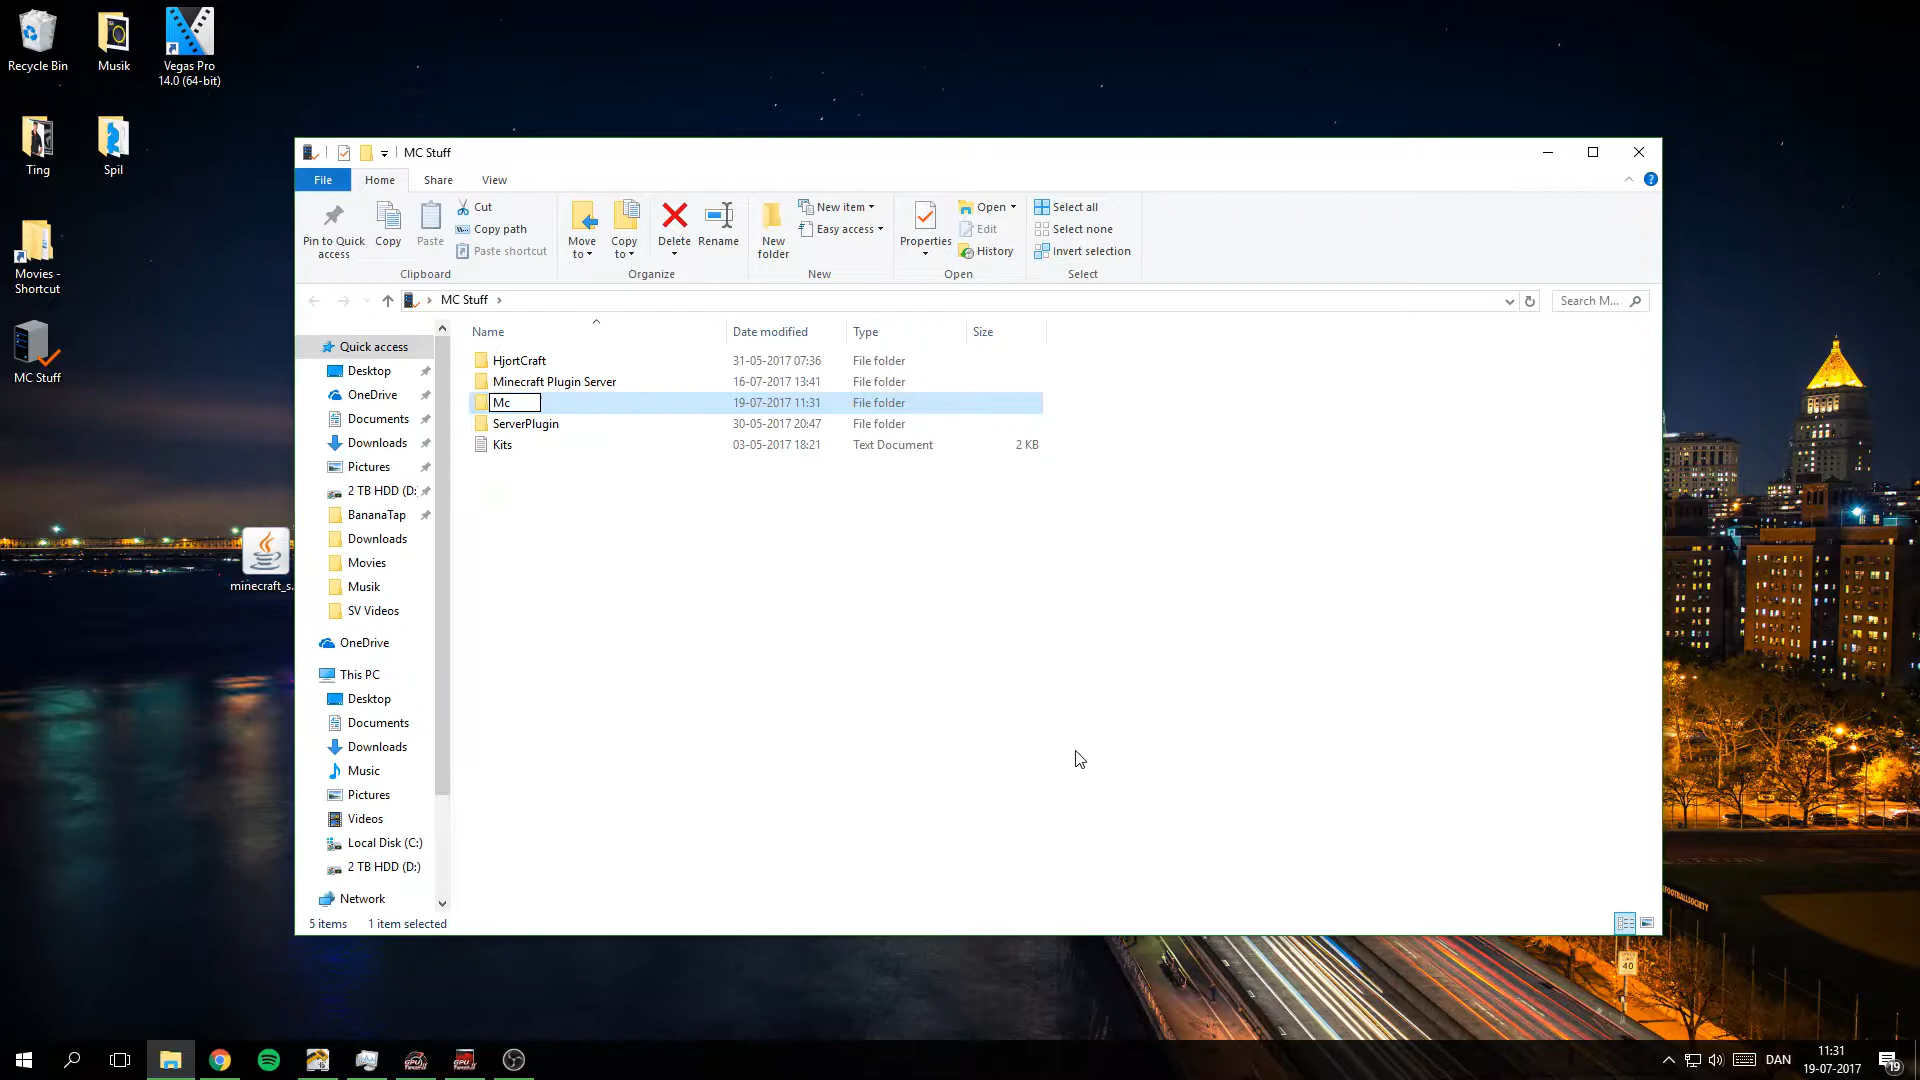 Recycle Bin
Musik
Vegas Pro
14.0 (64-bit)
Ting
Spil
Movies -
Shortcut
MC Stuff
minecraft_s.
MC Stuff
File
Home
Share
View
Pin to Quick
access
Copy
Paste
Cut
Copy path
Paste shortcut
Clipboard
Move
to
Copy
to
Delete
Rename
Organize
New
folder
New item
Easy access
New
Properties
Open
Edit
History
Open
Select all
Select none
Invert selection
Select
MC Stuff
Search M...
Name
Date modified
Type
Size
HjortCraft
31-05-2017 07:36
File folder
Minecraft Plugin Server
16-07-2017 13:41
File folder
Mc
19-07-2017 11:31
File folder
ServerPlugin
30-05-2017 20:47
File folder
Kits
03-05-2017 18:21
Text Document
2 KB
Quick access
Desktop
OneDrive
Documents
Downloads
Pictures
2 TB HDD (D:
BananaTap
Downloads
Movies
Musik
SV Videos
OneDrive
This PC
Desktop
Documents
Downloads
Music
Pictures
Videos
Local Disk (C:)
2 TB HDD (D:)
Network
5 items
1 item selected
40
DAN
11:31
19-07-2017
19